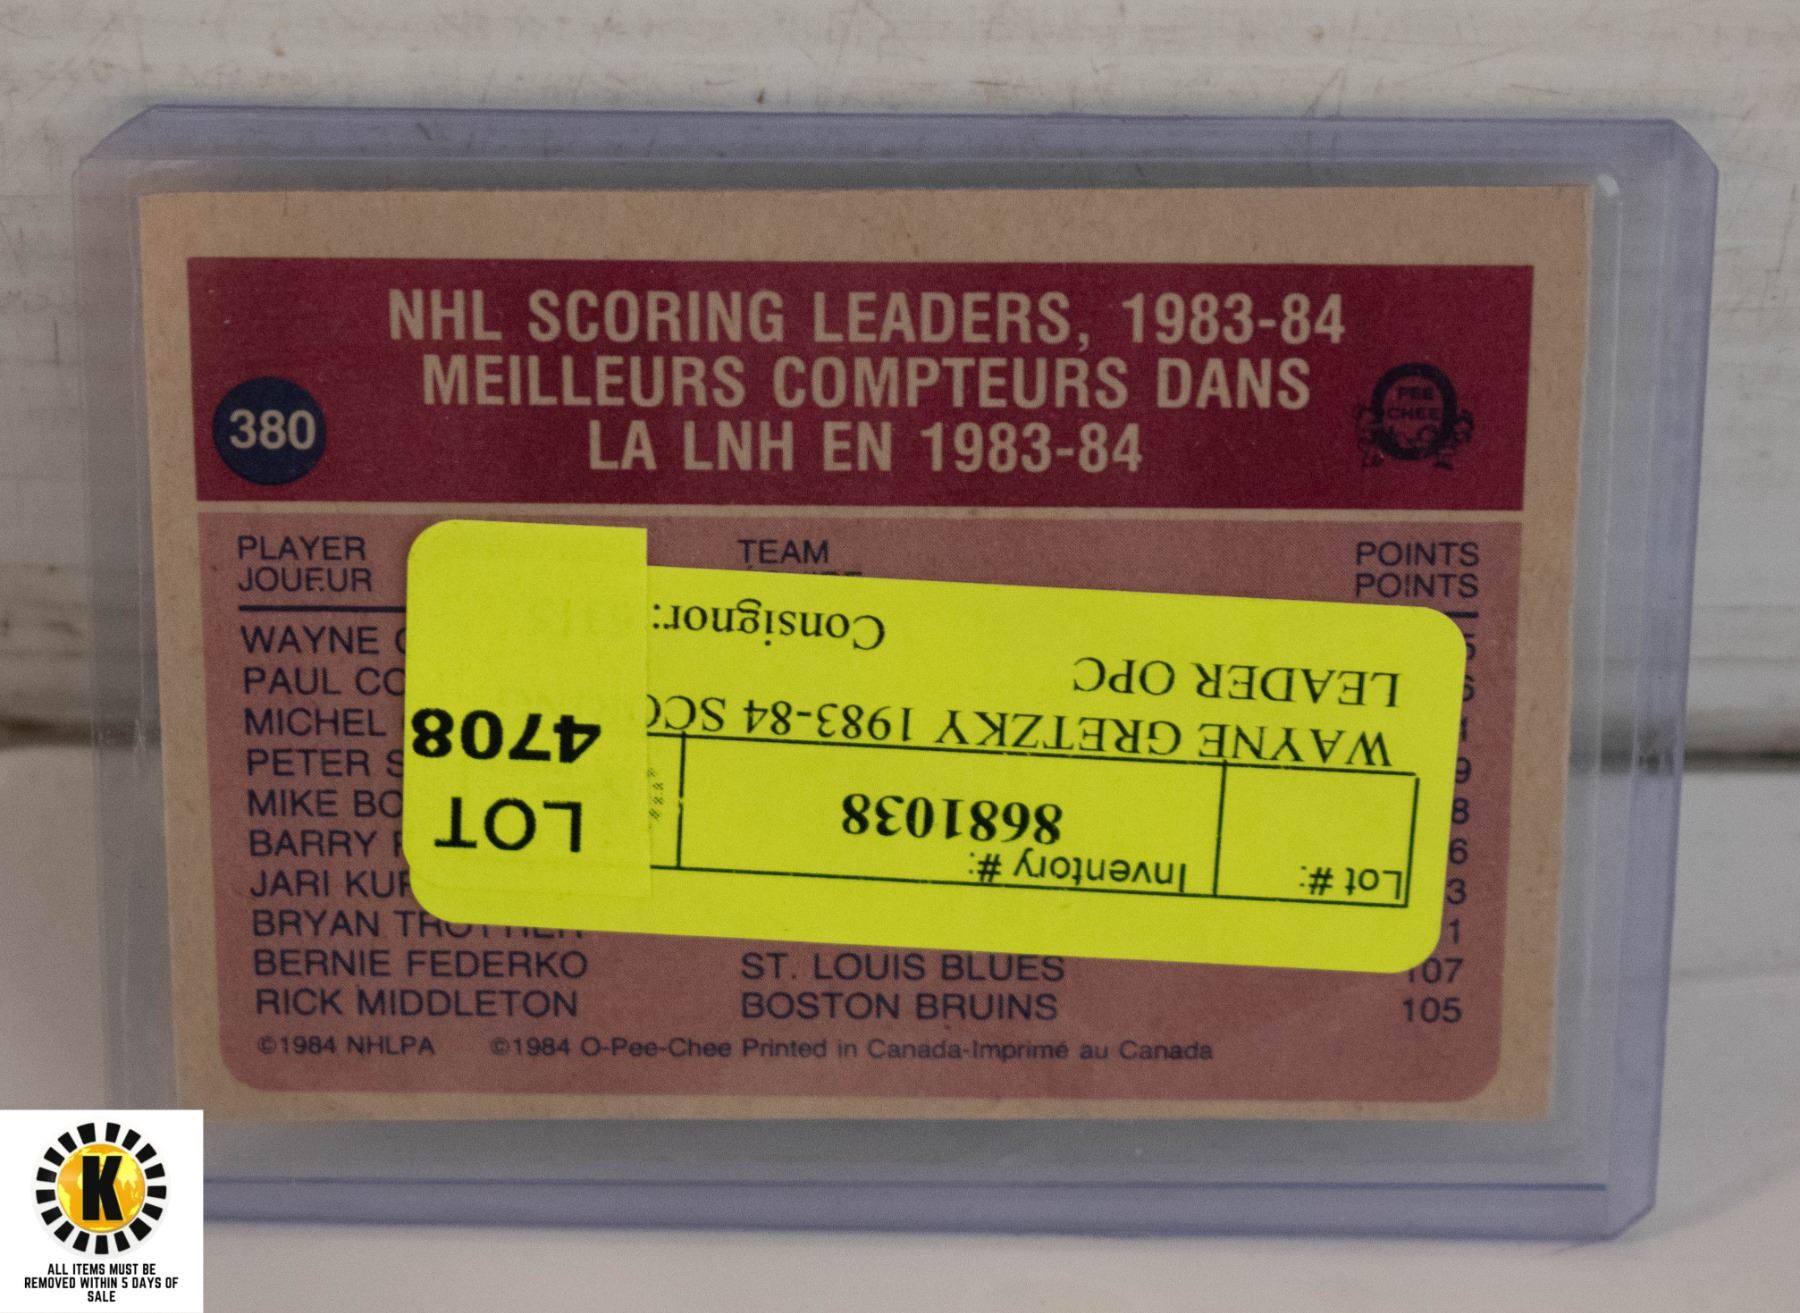 NHL SCORING LEADERS, 1983-84
MEILLEURS COMPTEURS DANS
LA LNH EN 1983-84
380
PEE
CHEE
PLAYER TEAM POINTS
JOUEUR POINTS
WAYNE
PAUL
MICHEL
PETER
MIKE
BARRY
JARI
BRYAN TROTTIER
BERNIE FEDERKO ST. LOUIS BLUES 107
RICK MIDDLETON BOSTON BRUINS 105
©1984 NHLPA ©1984 O-Pee-Chee Printed in Canada-Imprimé au Canada
Lot #: Inventory #:
8681038
WAYNE GRETZKY 1983-84
LEADER OPC
Consignor:
LOT
4708
K
ALL ITEMS MUST BE
REMOVED WITHIN 5 DAYS OF
SALE